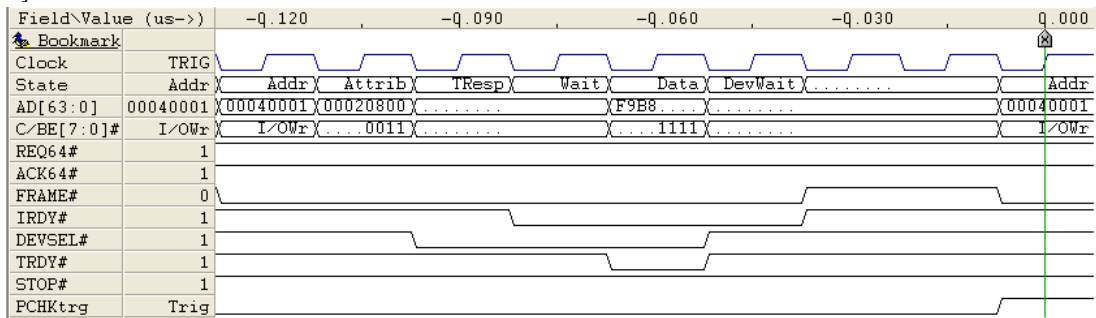 Field\Value (us->) -0.120 -0.090 -0.060 -0.030 0.000
Bookmark
Clock TRIG
State Addr Addr Attrib TResp Wait Data DevWait ........ Addr
AD[63:0] 00040001 00040001 00020800 ........ F9B8.... ........ 00040001
C/BE[7:0]# I/OWr I/OWr ....0011 ........ ....1111 ........ I/OWr
REQ64# 1
ACK64# 1
FRAME# 0
IRDY# 1
DEVSEL# 1
TRDY# 1
STOP# 1
PCHKtrg Trig